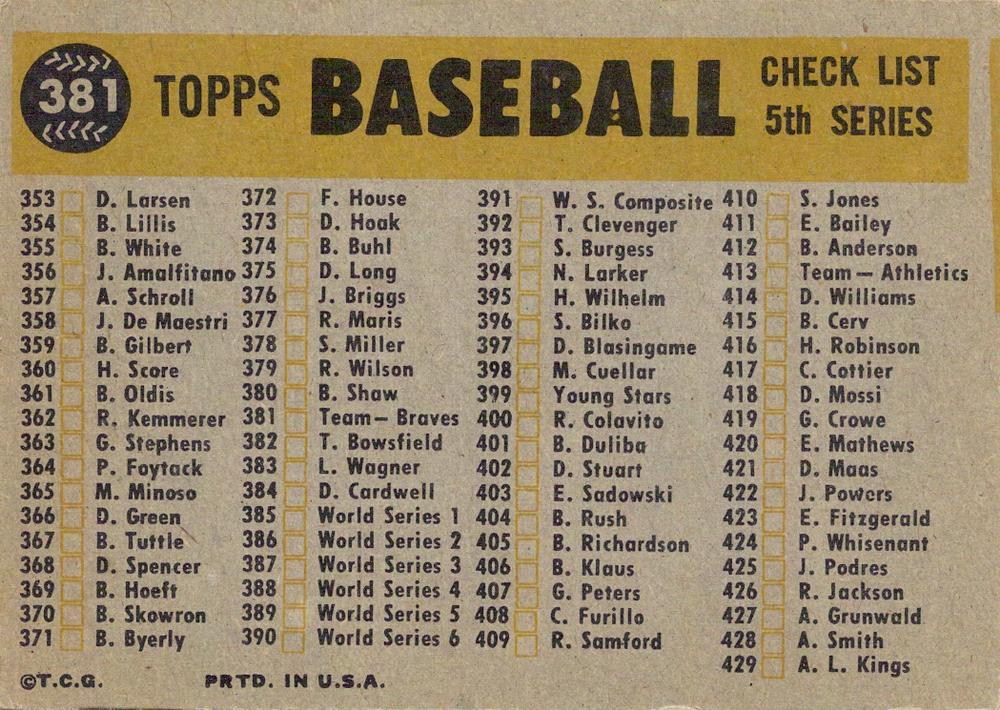 381 TOPPS BASEBALL CHECK LIST
5th SERIES
353 D. Larsen
354 B. Lillis
355 B. White
356 J. Amalfitano
357 A. Schroll
358 J. De Maestri
359 B. Gilbert
360 H. Score
361 B. Oldis
362 R. Kemmerer
363 G. Stephens
364 P. Foytack
365 M. Minoso
366 D. Green
367 B. Tuttle
368 D. Spencer
369 B. Hoeft
370 B. Skowron
371 B. Byerly
372 F. House
373 D. Hoak
374 B. Buhl
375 D. Long
376 J. Briggs
377 R. Maris
378 S. Miller
379 R. Wilson
380 B. Shaw
381 Team – Braves
382 T. Bowsfield
383 L. Wagner
384 D. Cardwell
385 World Series 1
386 World Series 2
387 World Series 3
388 World Series 4
389 World Series 5
390 World Series 6
391 W. S. Composite
392 T. Clevenger
393 S. Burgess
394 N. Larker
395 H. Wilhelm
396 S. Bilko
397 D. Blasingame
398 M. Cuellar
399 Young Stars
400 R. Colavito
401 B. Duliba
402 D. Stuart
403 E. Sadowski
404 B. Rush
405 B. Richardson
406 B. Klaus
407 G. Peters
408 C. Furillo
409 R. Samford
410 S. Jones
411 E. Bailey
412 B. Anderson
413 Team – Athletics
414 D. Williams
415 B. Cerv
416 H. Robinson
417 C. Cottier
418 D. Mossi
419 G. Crowe
420 E. Mathews
421 D. Maas
422 J. Powers
423 E. Fitzgerald
424 P. Whisenant
425 J. Podres
426 R. Jackson
427 A. Grunwald
428 A. Smith
429 A. L. Kings
©T.C.G. PRTD. IN U.S.A.